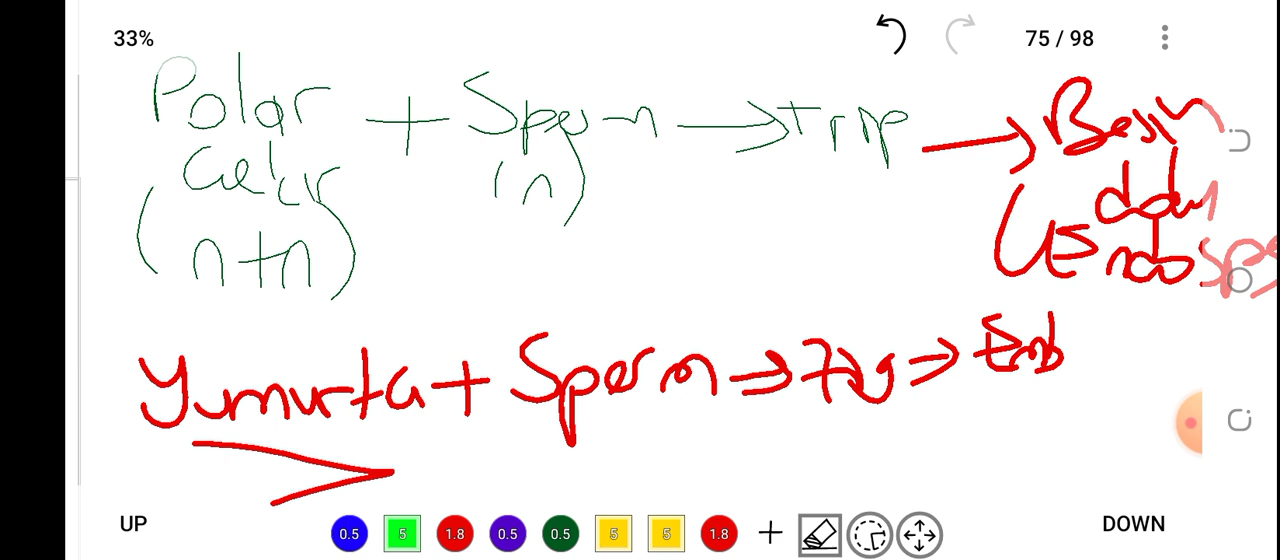 33%
75 / 98
Polar + Sperm → Trip → Besin
Celr (n) doku
(n+n)
Yumurta + Sperm → Zig → Emb
UP
0.5 5 1.8 0.5 0.5 5 5 1.8 +
DOWN